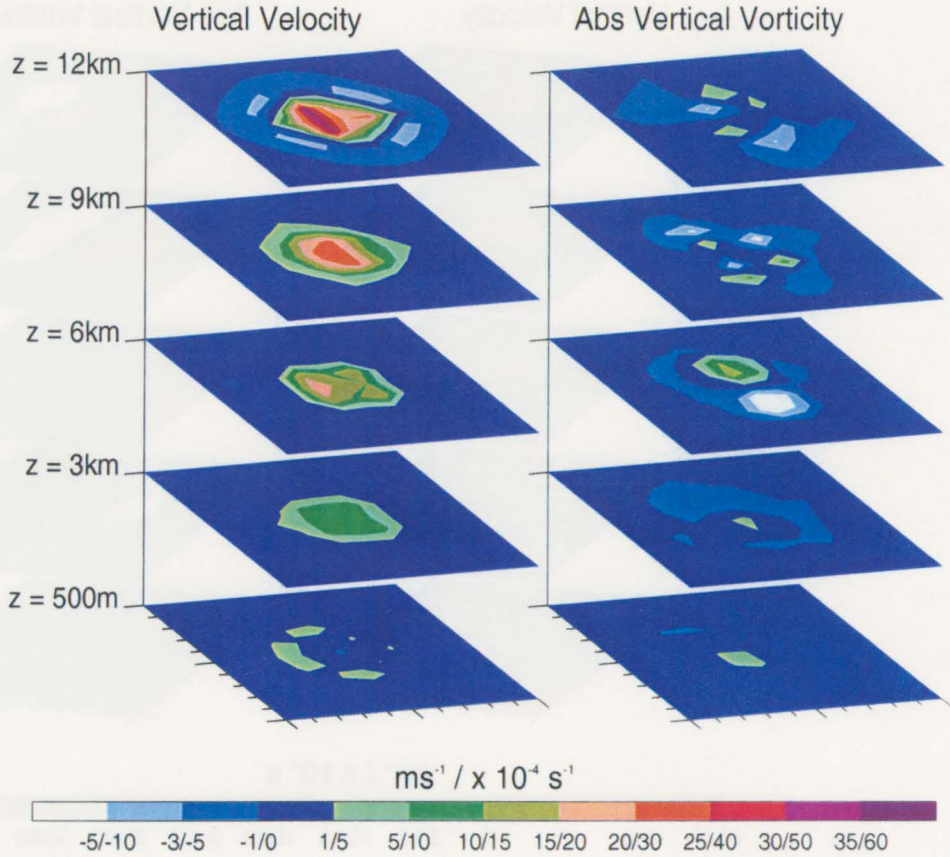 Vertical Velocity
Abs Vertical Vorticity
z = 12km
z = 9km
z = 6km
z = 3km
z = 500m
ms⁻¹ / x 10⁻⁴ s⁻¹
-5/-10 -3/-5 -1/0 1/5 5/10 10/15 15/20 20/30 25/40 30/50 35/60